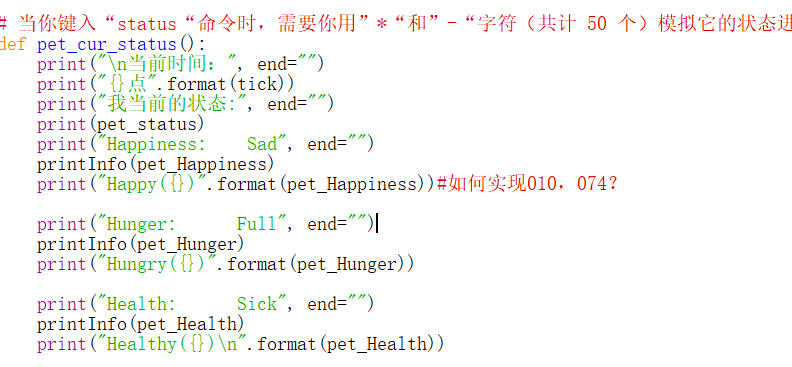 # 当你键入“status“命令时，需要你用”*“和”-“字符（共计 50 个）模拟它的状态进
def pet_cur_status():
print("\n当前时间：", end="")
print("{}点".format(tick))
print("我当前的状态:", end="")
print(pet_status)
print("Happiness:    Sad", end="")
printInfo(pet_Happiness)
print("Happy({})".format(pet_Happiness))#如何实现010，074?
print("Hunger:      Full", end="")
printInfo(pet_Hunger)
print("Hungry({})".format(pet_Hunger))
print("Health:      Sick", end="")
printInfo(pet_Health)
print("Healthy({})\n".format(pet_Health))